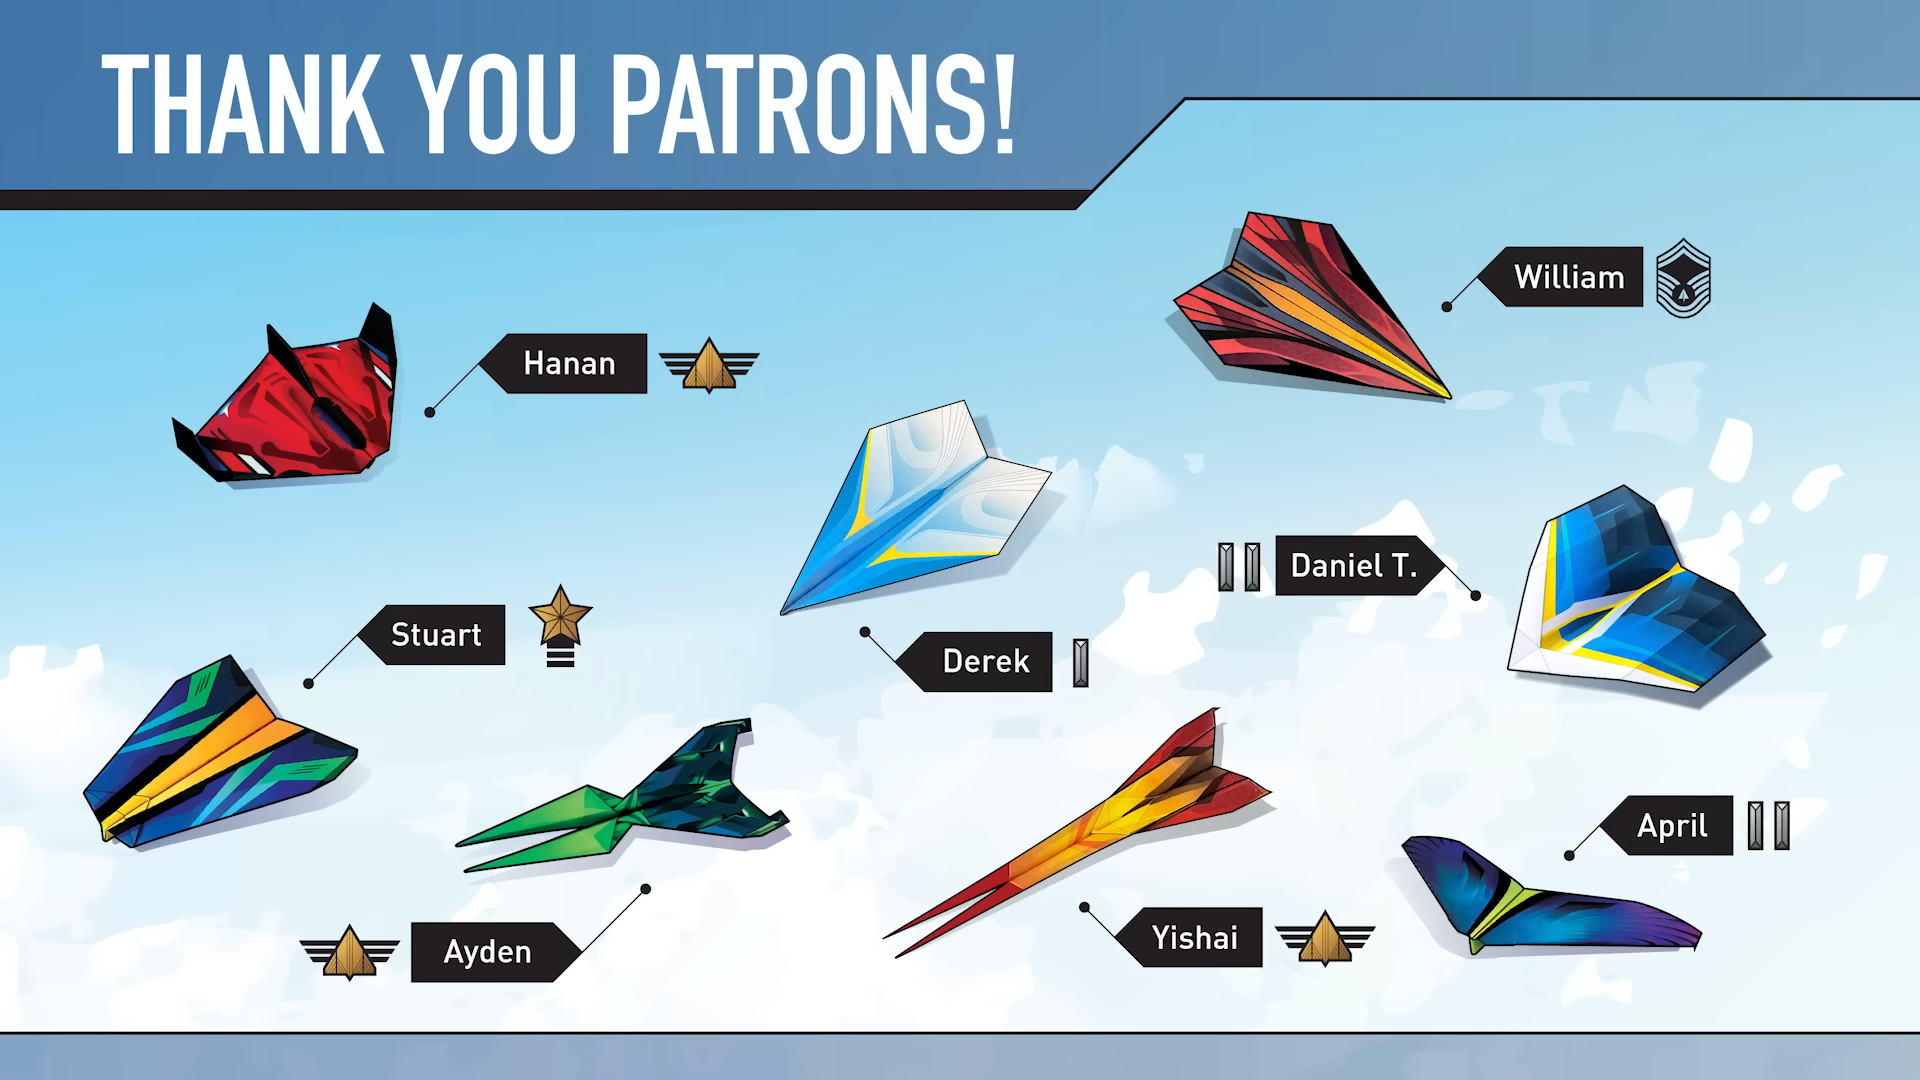 THANK YOU PATRONS!
William
Hanan
Daniel T.
Stuart
Derek
April
Yishai
Ayden